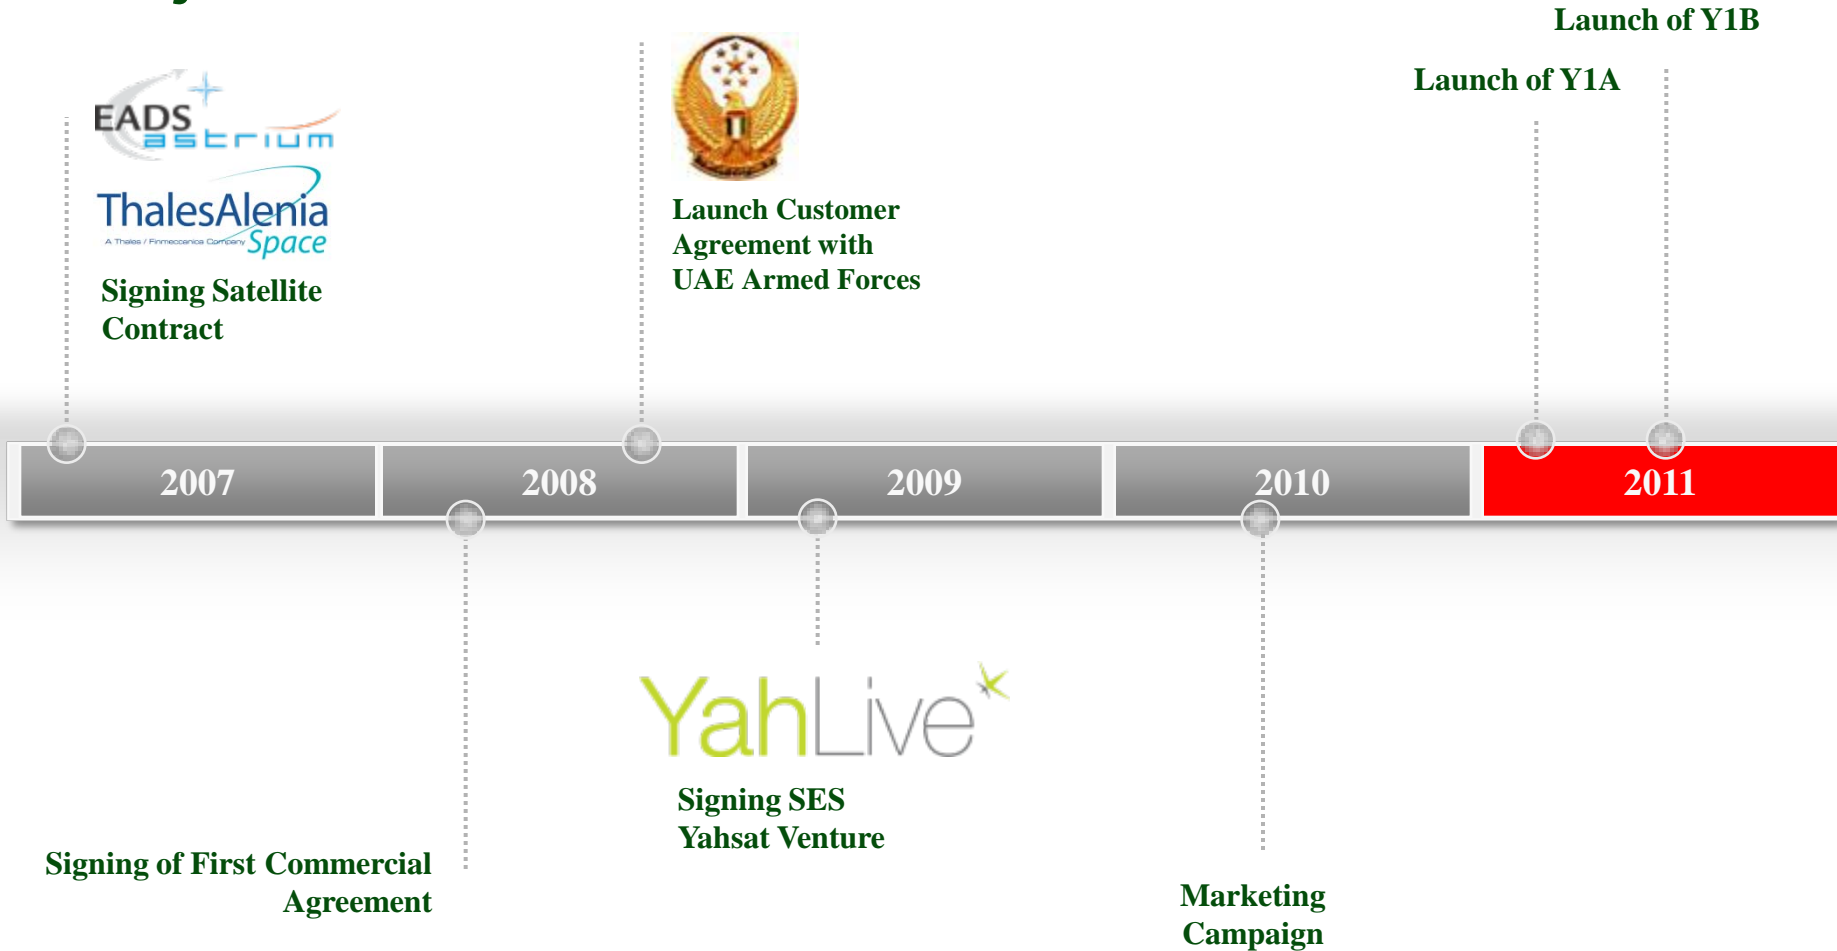 Launch of Y1B
Launch of Y1A
EADS
astrium
ThalesAlenia
A Thales / Finmeccanica Company
Space
Signing Satellite
Contract
Launch Customer
Agreement with
UAE Armed Forces
2007
2008
2009
2010
2011
YahLive
Signing SES
Yahsat Venture
Signing of First Commercial
Agreement
Marketing
Campaign